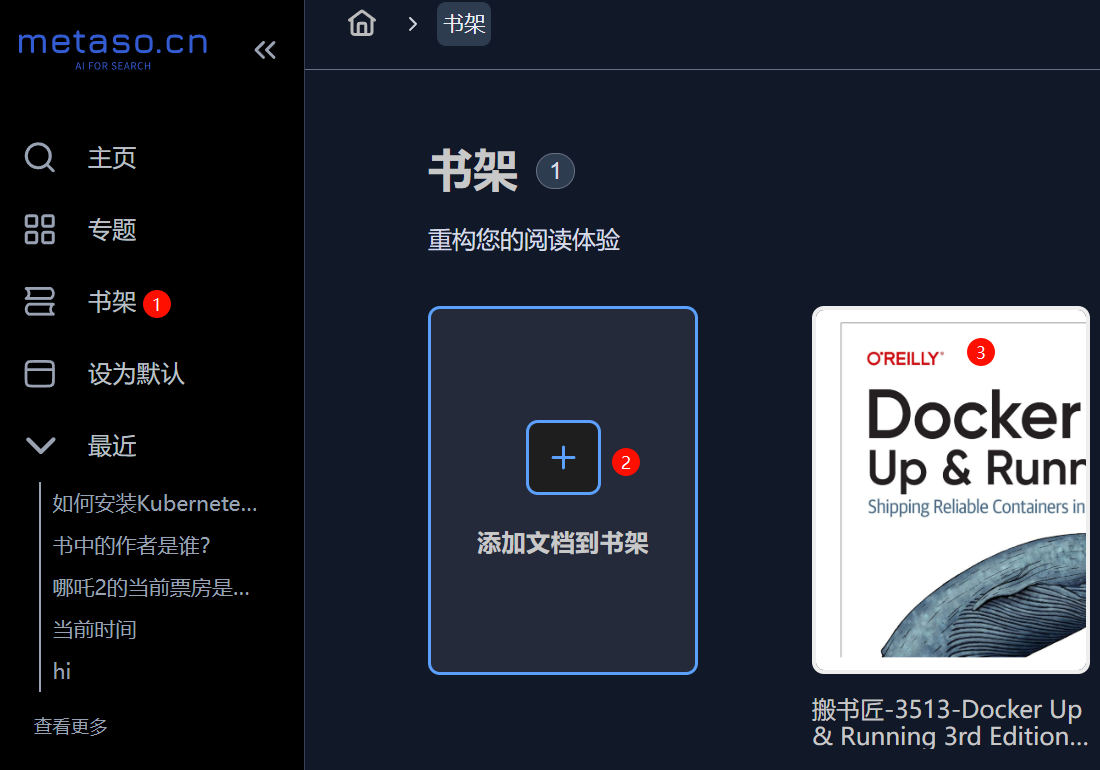 metaso.cn
AI FOR SEARCH
主页
专题
书架 1
设为默认
最近
如何安装Kubernete...
书中的作者是谁?
哪吒2的当前票房是...
当前时间
hi
查看更多
书架
书架 1
重构您的阅读体验
2
添加文档到书架
O'REILLY® 3
Docker
Up & Runn
Shipping Reliable Containers in
搬书匠-3513-Docker Up
& Running 3rd Edition...